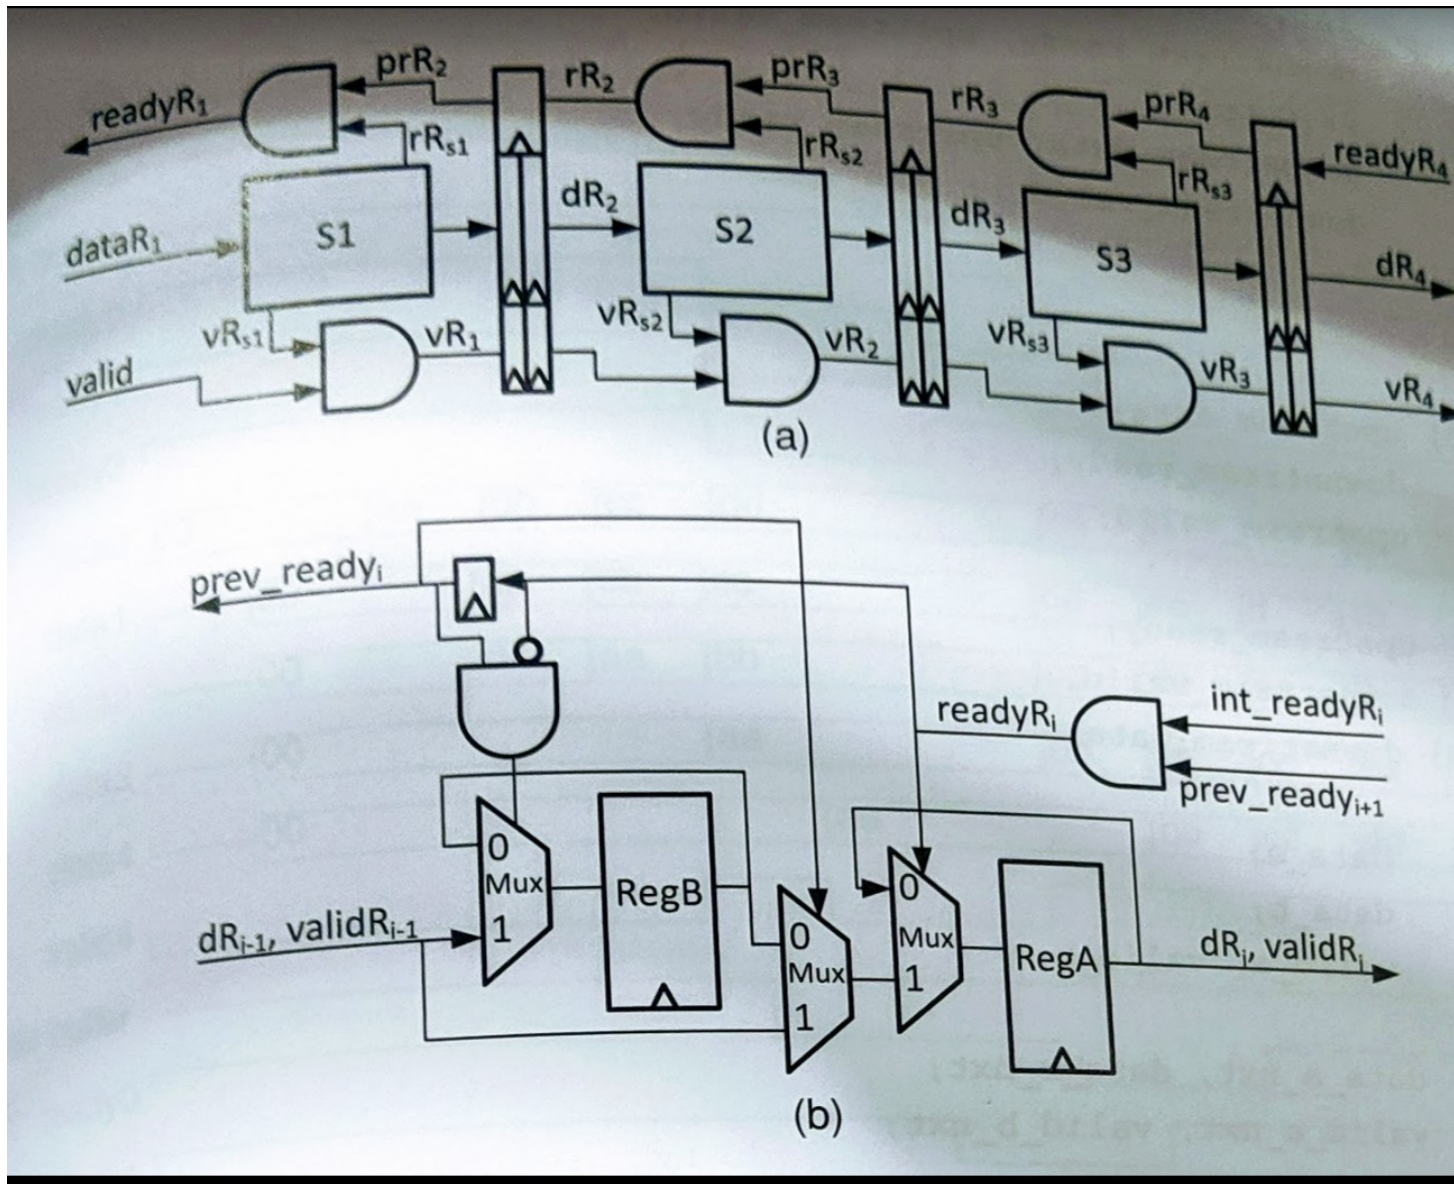 readyR₁
prR₂
rR₂
prR₃
rR₃
prR₄
readyR₄
rRs1
rRs2
rRs3
dataR₁
S1
dR₂
S2
dR₃
S3
dR₄
vRs1
vRs2
vRs3
valid
vR₁
vR₂
vR₃
vR₄
(a)
prev_readyᵢ
readyRᵢ
int_readyRᵢ
prev_readyᵢ₊₁
0
Mux
1
RegB
dRᵢ₋₁, validRᵢ₋₁
0
Mux
1
0
Mux
1
RegA
dRᵢ, validRᵢ
(b)